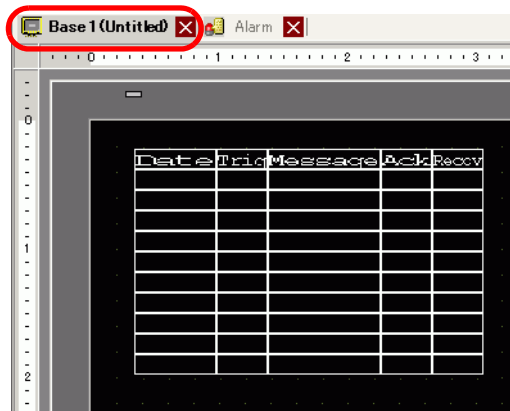 Base 1 (Untitled) Alarm
0 1 2 3
0
Date Trig Message Ack Recov
1
2